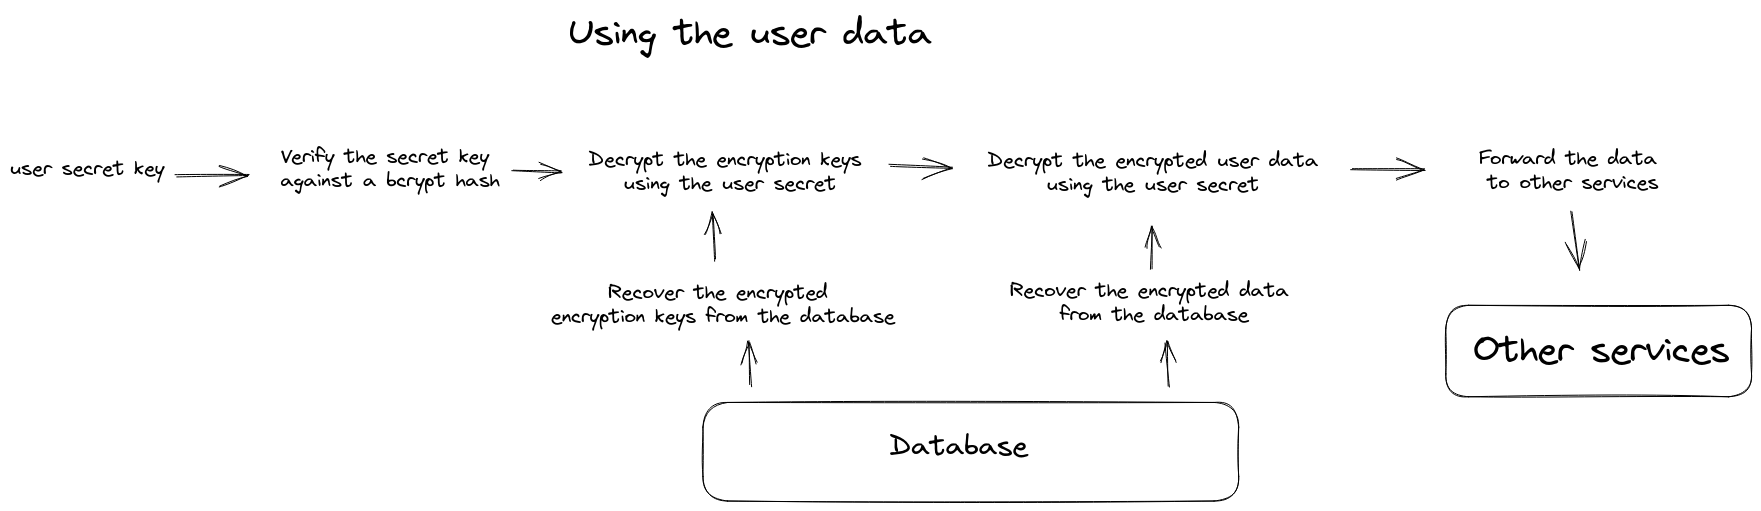 Using the user data
user secret key
Verify the secret key
against a bcrypt hash
Decrypt the encryption keys
using the user secret
Decrypt the encrypted user data
using the user secret
Forward the data
to other services
Recover the encrypted
encryption keys from the database
Recover the encrypted data
from the database
Other services
Database